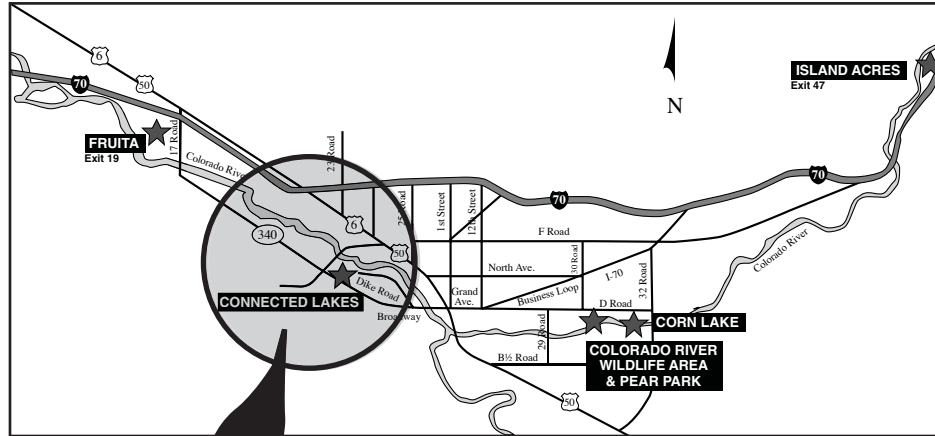 6
50
70
ISLAND ACRES
Exit 47
FRUITA
Exit 19
17 Road
Colorado River
23 Road
N
70
70
25 Road
1st Street
12th Street
340
6
50
F Road
Colorado River
North Ave.
30 Road
I-70
32 Road
Dike Road
Grand
Ave.
Business Loop
D Road
CONNECTED LAKES
Broadway
29 Road
CORN LAKE
COLORADO RIVER
WILDLIFE AREA
& PEAR PARK
B½ Road
50